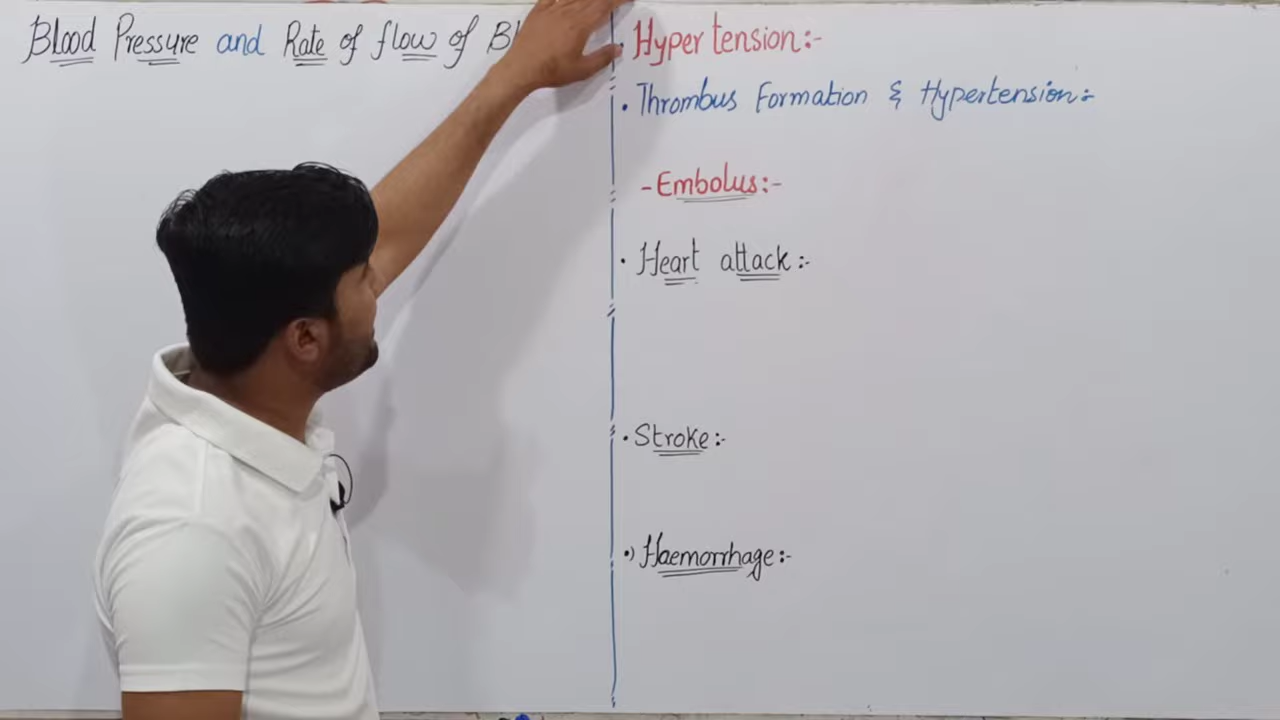 Blood Pressure and Rate of flow of
Hypertension:-
• Thrombus Formation & Hypertension:-
- Embolus:-
• Heart attack:-
• Stroke:-
•) Haemorrhage:-